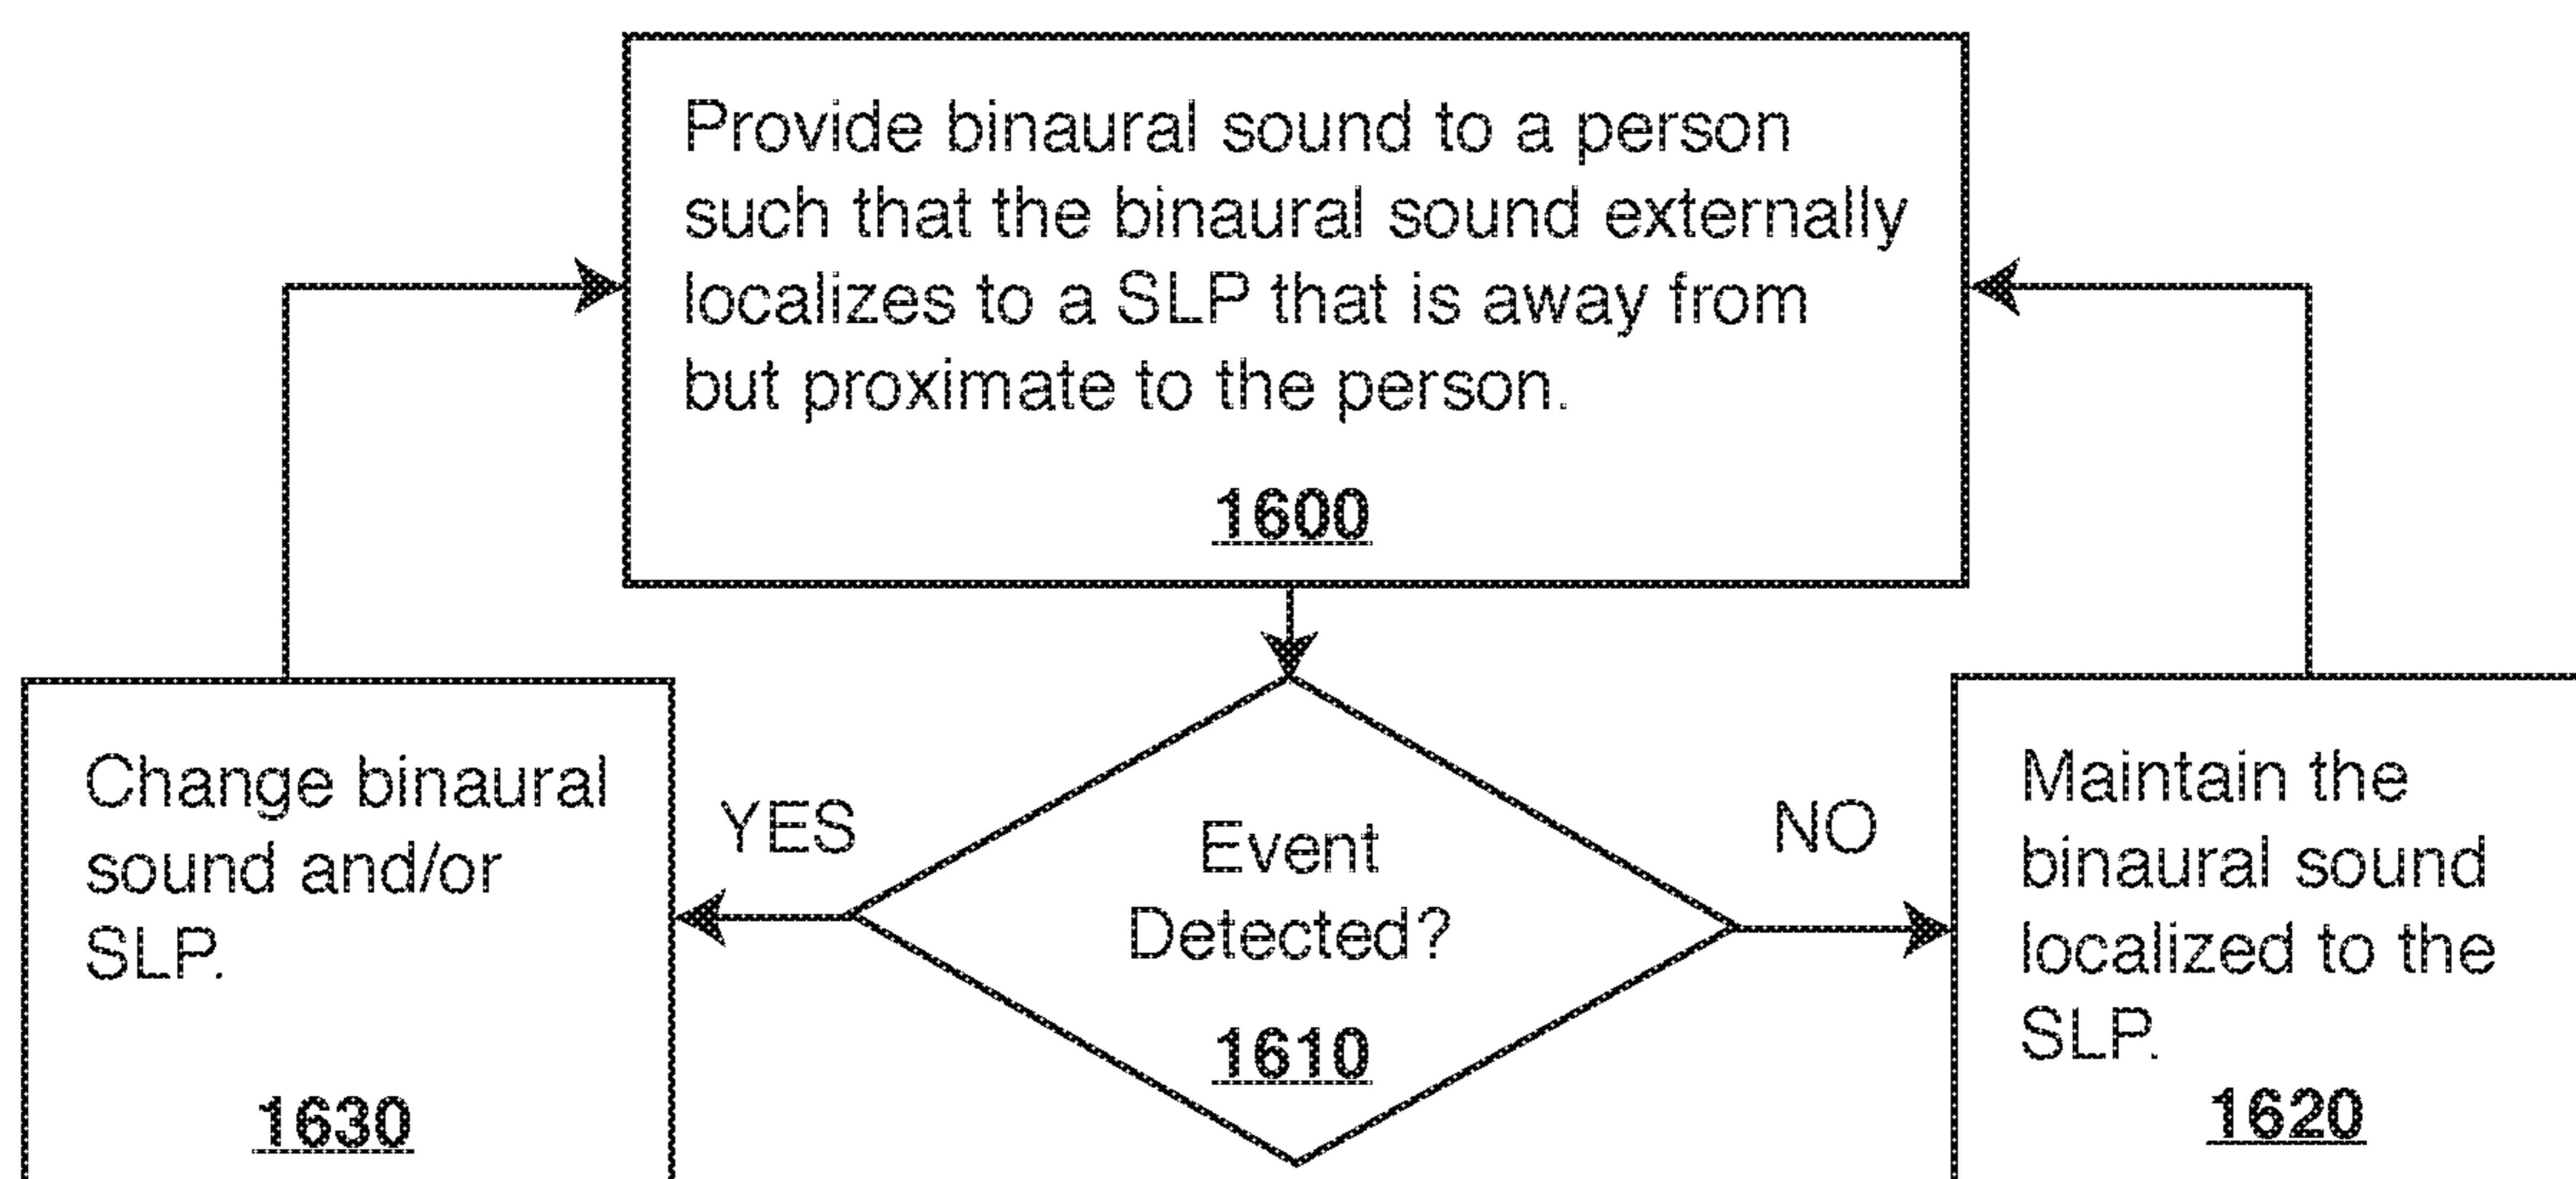 Provide binaural sound to a person
such that the binaural sound externally
localizes to a SLP that is away from
but proximate to the person.
1600
Change binaural
sound and/or
SLP.
1630
YES
Event
Detected?
1610
NO
Maintain the
binaural sound
localized to the
SLP.
1620